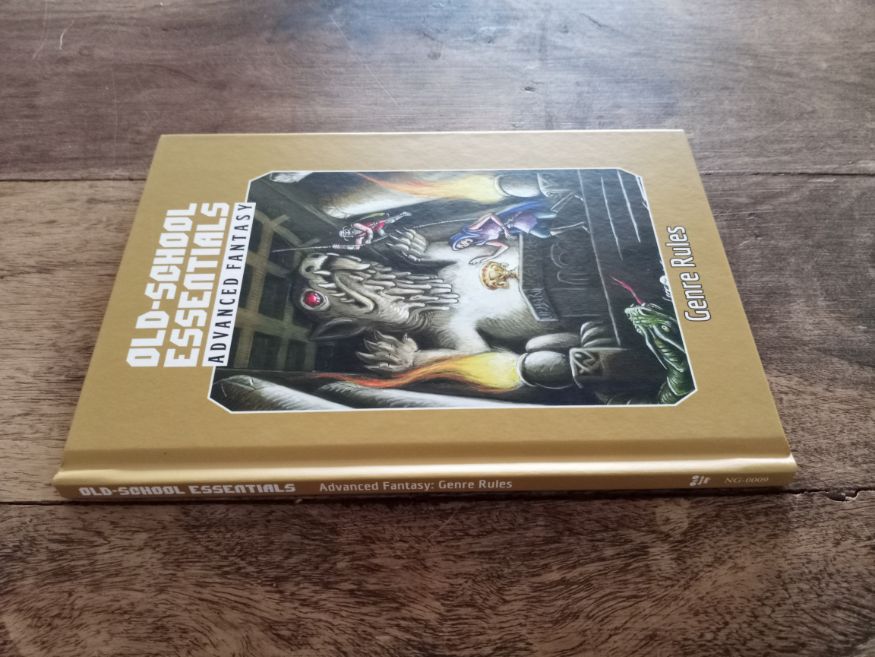 OLD-SCHOOL
ESSENTIALS
ADVANCED FANTASY
Genre Rules
OLD-SCHOOL ESSENTIALS Advanced Fantasy: Genre Rules NG-0009